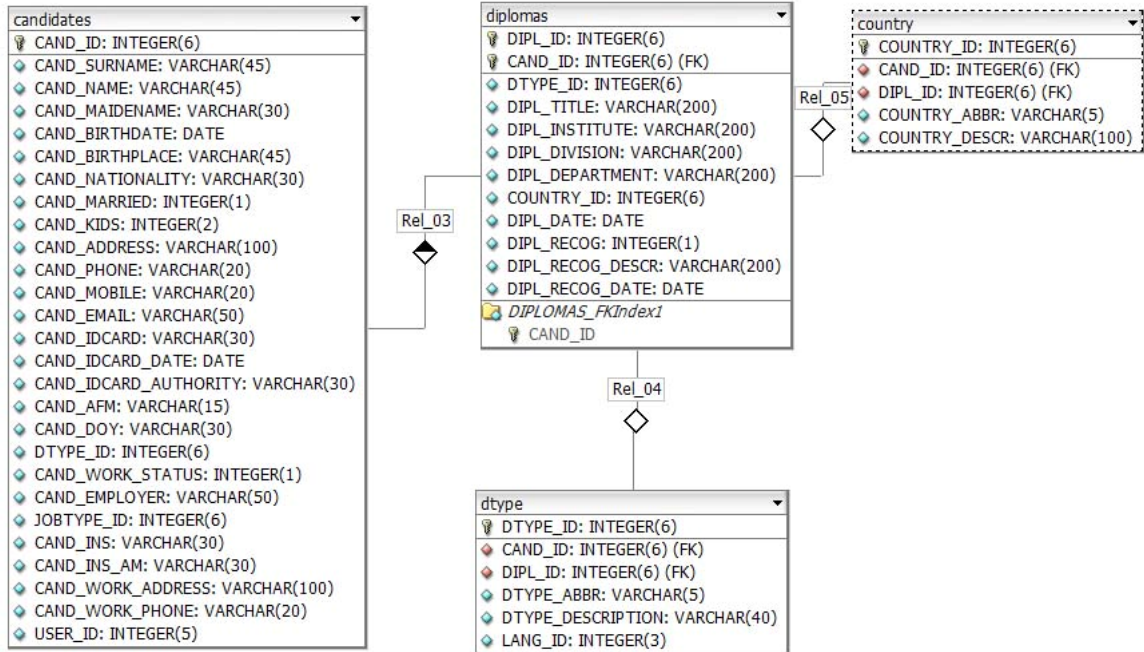 candidates
CAND_ID: INTEGER(6)
CAND_SURNAME: VARCHAR(45)
CAND_NAME: VARCHAR(45)
CAND_MAIDENAME: VARCHAR(30)
CAND_BIRTHDATE: DATE
CAND_BIRTHPLACE: VARCHAR(45)
CAND_NATIONALITY: VARCHAR(30)
CAND_MARRIED: INTEGER(1)
CAND_KIDS: INTEGER(2)
CAND_ADDRESS: VARCHAR(100)
CAND_PHONE: VARCHAR(20)
CAND_MOBILE: VARCHAR(20)
CAND_EMAIL: VARCHAR(50)
CAND_IDCARD: VARCHAR(30)
CAND_IDCARD_DATE: DATE
CAND_IDCARD_AUTHORITY: VARCHAR(30)
CAND_AFM: VARCHAR(15)
CAND_DOY: VARCHAR(30)
DTYPE_ID: INTEGER(6)
CAND_WORK_STATUS: INTEGER(1)
CAND_EMPLOYER: VARCHAR(50)
JOBTYPE_ID: INTEGER(6)
CAND_INS: VARCHAR(30)
CAND_INS_AM: VARCHAR(30)
CAND_WORK_ADDRESS: VARCHAR(100)
CAND_WORK_PHONE: VARCHAR(20)
USER_ID: INTEGER(5)
Rel_03
diplomas
DIPL_ID: INTEGER(6)
CAND_ID: INTEGER(6) (FK)
DTYPE_ID: INTEGER(6)
DIPL_TITLE: VARCHAR(200)
DIPL_INSTITUTE: VARCHAR(200)
DIPL_DIVISION: VARCHAR(200)
DIPL_DEPARTMENT: VARCHAR(200)
COUNTRY_ID: INTEGER(6)
DIPL_DATE: DATE
DIPL_RECOG: INTEGER(1)
DIPL_RECOG_DESCR: VARCHAR(200)
DIPL_RECOG_DATE: DATE
DIPLOMAS_FKIndex1
CAND_ID
Rel_05
country
COUNTRY_ID: INTEGER(6)
CAND_ID: INTEGER(6) (FK)
DIPL_ID: INTEGER(6) (FK)
COUNTRY_ABBR: VARCHAR(5)
COUNTRY_DESCR: VARCHAR(100)
Rel_04
dtype
DTYPE_ID: INTEGER(6)
CAND_ID: INTEGER(6) (FK)
DIPL_ID: INTEGER(6) (FK)
DTYPE_ABBR: VARCHAR(5)
DTYPE_DESCRIPTION: VARCHAR(40)
LANG_ID: INTEGER(3)